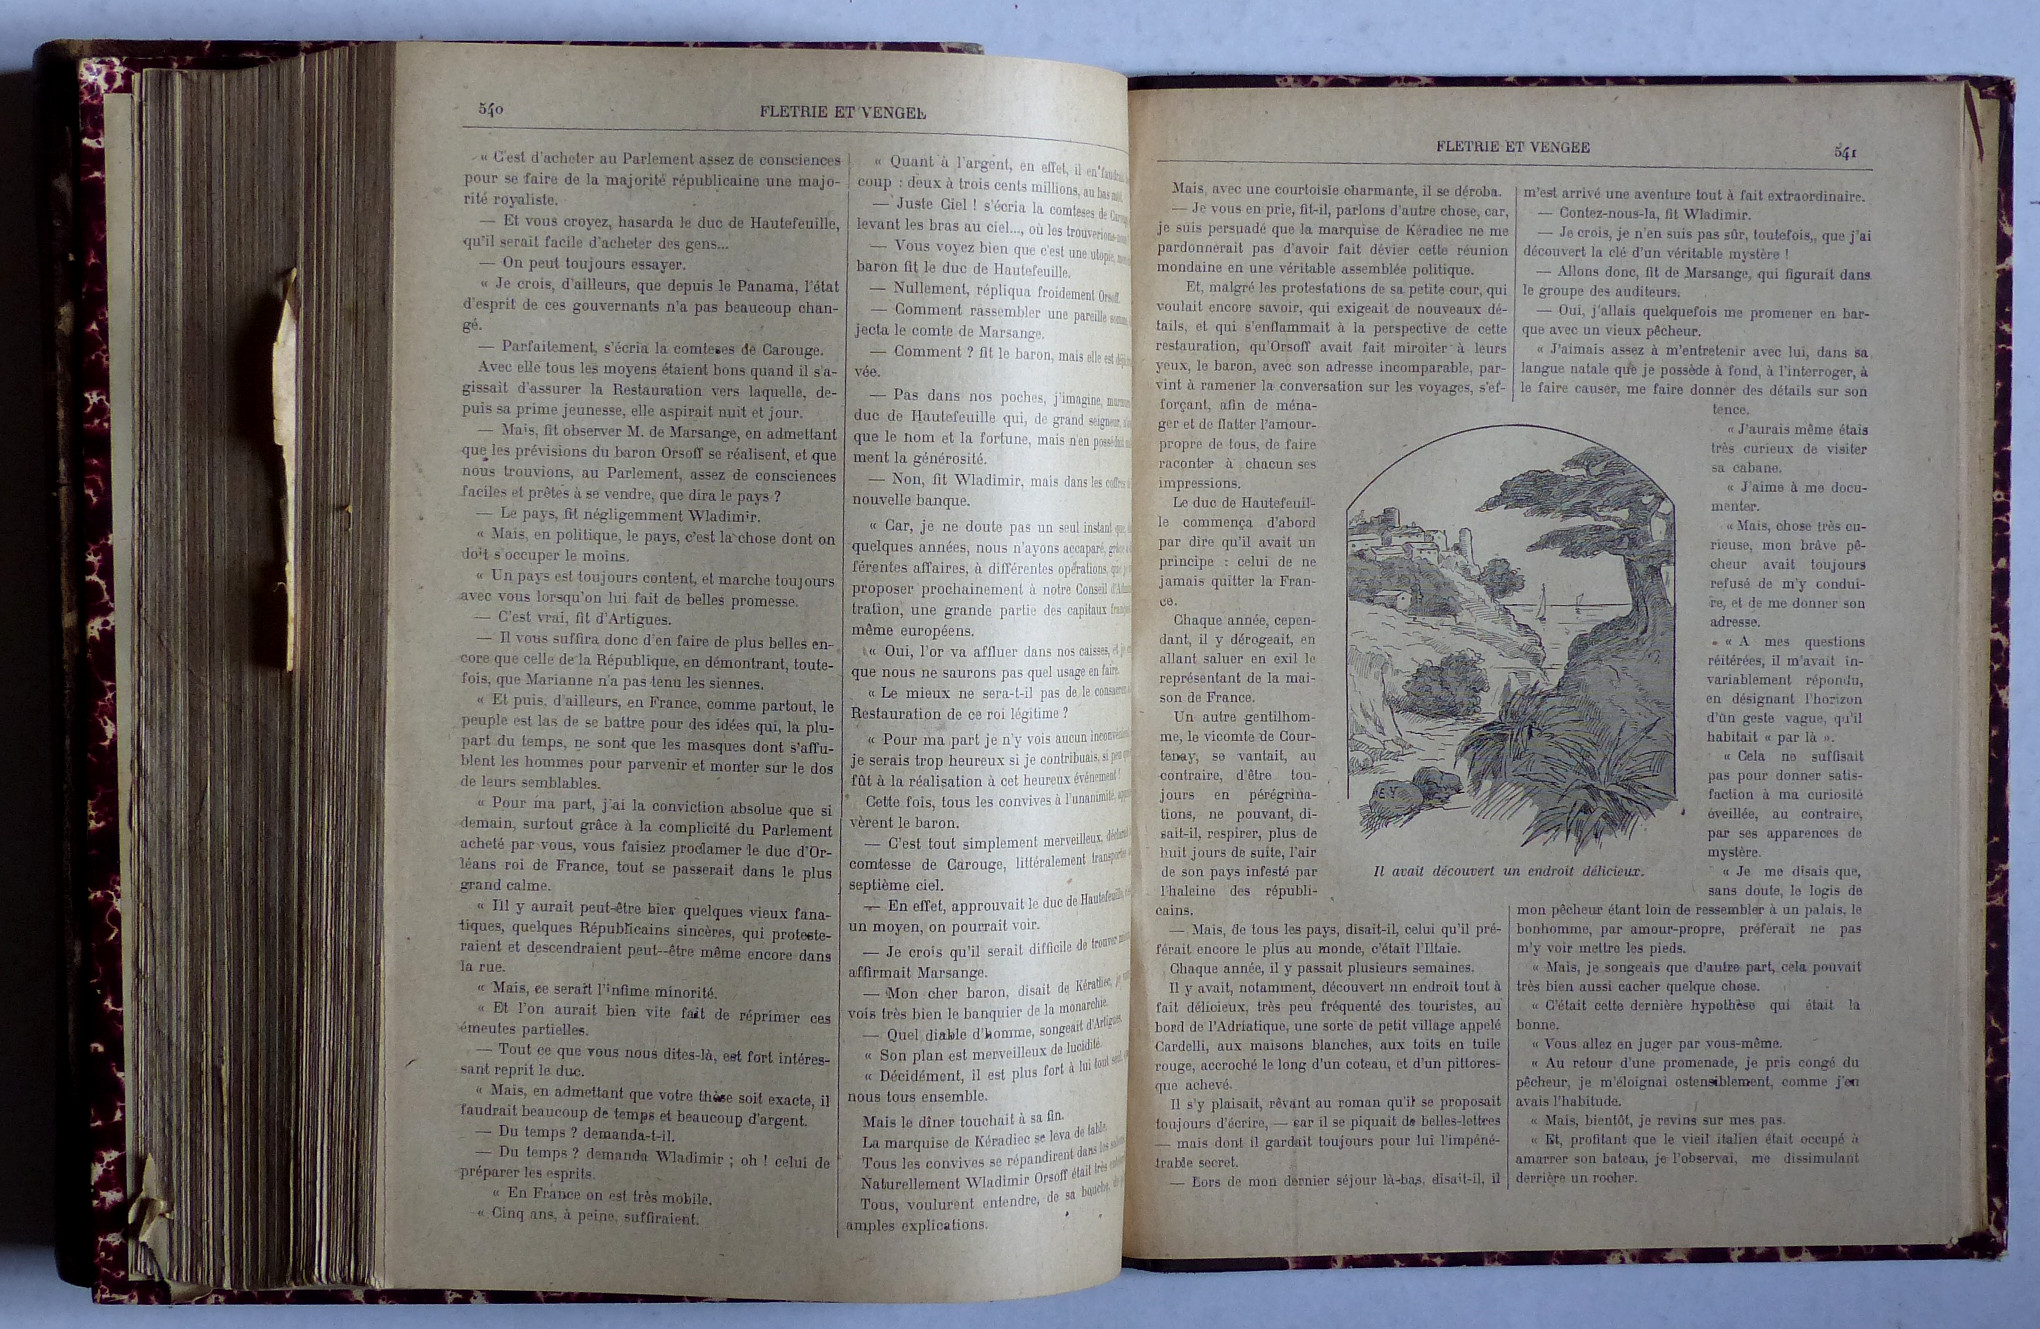 540
FLETRIE ET VENGEE
« C'est d'acheter au Parlement assez de consciences
pour se faire de la majorité républicaine une majo-
rité royaliste.
— Et vous croyez, hasarda le duc de Hautefeuille,
qu'il serait facile d'acheter des gens...
— On peut toujours essayer.
« Je crois, d'ailleurs, que depuis le Panama, l'état
d'esprit de ces gouvernants n'a pas beaucoup chan-
gé.
— Parfaitement, s'écria la comteses de Carouge.
Avec elle tous les moyens étaient bons quand il s'a-
gissait d'assurer la Restauration vers laquelle, de-
puis sa prime jeunesse, elle aspirait nuit et jour.
— Mais, fit observer M. de Marsange, en admettant
que les prévisions du baron Orsoff se réalisent, et que
nous trouvions, au Parlement, assez de consciences
faciles et prêtes à se vendre, que dira le pays ?
— Le pays, fit négligemment Wladimir.
« Mais, en politique, le pays, c'est la chose dont on
doit s'occuper le moins.
« Un pays est toujours content, et marche toujours
avec vous lorsqu'on lui fait de belles promesse.
— C'est vrai, fit d'Artigues.
— Il vous suffira donc d'en faire de plus belles en-
core que celle de la République, en démontrant, toute-
fois, que Marianne n'a pas tenu les siennes.
« Et puis, d'ailleurs, en France, comme partout, le
peuple est las de se battre pour des idées qui, la plu-
part du temps, ne sont que les masques dont s'affu-
blent les hommes pour parvenir et monter sur le dos
de leurs semblables.
« Pour ma part, j'ai la conviction absolue que si
demain, surtout grâce à la complicité du Parlement
acheté par vous, vous faisiez proclamer le duc d'Or-
léans roi de France, tout se passerait dans le plus
grand calme.
« Ill y aurait peut-être bien quelques vieux fana-
tiques, quelques Républicains sincères, qui proteste-
raient et descendraient peut--être même encore dans
la rue.
« Mais, ce serait l'infime minorité.
« Et l'on aurait bien vite fait de réprimer ces
émeutes partielles.
— Tout ce que vous nous dites-là, est fort intéres-
sant reprit le duc.
« Mais, en admettant que votre thèse soit exacte, il
faudrait beaucoup de temps et beaucoup d'argent.
— Du temps ? demanda-t-il.
— Du temps ? demanda Wladimir ; oh ! celui de
préparer les esprits.
« En France on est très mobile.
« Cinq ans, à peine, suffiraient.
« Quant à l'argent, en effet, il en faudrait
coup : deux à trois cents millions, au bas mot.
— Juste Ciel ! s'écria la comteses de
levant les bras au ciel..., où les trouverions-
— Vous voyez bien que c'est une utopie,
baron fit le duc de Hautefeuille.
— Nullement, répliqua froidement Orsoff.
— Comment rassembler une pareille somme,
jecta le comte de Marsange.
— Comment ? fit le baron, mais elle est déjà
vée.
— Pas dans nos poches, j'imagine,
duc de Hautefeuille qui, de grand seigneur,
que le nom et la fortune, mais n'en possédait
ment la générosité.
— Non, fit Wladimir, mais dans les coffres
nouvelle banque.
« Car, je ne doute pas un seul instant que,
quelques années, nous n'ayons accaparé, grâce
férentes affaires, à différentes opérations, que
proposer prochainement à notre Conseil
tration, une grande partie des capitaux
même européens.
« Oui, l'or va affluer dans nos caisses, et
que nous ne saurons pas quel usage en faire.
« Le mieux ne sera-t-il pas de le consacrer
Restauration de ce roi légitime ?
« Pour ma part je n'y vois aucun
je serais trop heureux si je contribuais, si peu
fût à la réalisation à cet heureux événement !
Cette fois, tous les convives à l'unanimité,
vèrent le baron.
— C'est tout simplement merveilleux,
comtesse de Carouge, littéralement
septième ciel.
— En effet, approuvait le duc de Hautefeuille,
un moyen, on pourrait voir.
— Je crois qu'il serait difficile de trouver
affirmait Marsange.
— Mon cher baron, disait de Kéradiec, je
vois très bien le banquier de la monarchie.
— Quel diable d'homme, songeait d'Artigues.
« Son plan est merveilleux de lucidité.
« Décidément, il est plus fort à lui tout seul
nous tous ensemble.
Mais le dîner touchait à sa fin.
La marquise de Kéradiec se leva de table.
Tous les convives se répandirent dans les
Naturellement Wladimir Orsoff était très
Tous, voulurent entendre, de sa bouche,
amples explications.
FLETRIE ET VENGEE
541
Mais, avec une courtoisie charmante, il se déroba.
— Je vous en prie, fit-il, parlons d'autre chose, car,
je suis persuadé que la marquise de Kéradiec ne me
pardonnerait pas d'avoir fait dévier cette réunion
mondaine en une véritable assemblée politique.
Et, malgré les protestations de sa petite cour, qui
voulait encore savoir, qui exigeait de nouveaux dé-
tails, et qui s'enflammait à la perspective de cette
restauration, qu'Orsoff avait fait miroiter à leurs
yeux, le baron, avec son adresse incomparable, par-
vint à ramener la conversation sur les voyages, s'ef-
forçant, afin de ména-
ger et de flatter l'amour-
propre de tous, de faire
raconter à chacun ses
impressions.
Le duc de Hautefeuil-
le commença d'abord
par dire qu'il avait un
principe : celui de ne
jamais quitter la Fran-
ce.
Chaque année, cepen-
dant, il y dérogeait, en
allant saluer en exil le
représentant de la mai-
son de France.
Un autre gentilhom-
me, le vicomte de Cour-
tenay, se vantait, au
contraire, d'être tou-
jours en pérégrina-
tions, ne pouvant, di-
sait-il, respirer, plus de
huit jours de suite, l'air
de son pays infesté par
l'haleine des républi-
cains.
— Mais, de tous les pays, disait-il, celui qu'il pré-
férait encore le plus au monde, c'était l'Iltaie.
Chaque année, il y passait plusieurs semaines.
Il y avait, notamment, découvert un endroit tout à
fait délicieux, très peu fréquenté des touristes, au
bord de l'Adriatique, une sorte de petit village appelé
Cardelli, aux maisons blanches, aux toits en tuile
rouge, accroché le long d'un coteau, et d'un pittores-
que achevé.
Il s'y plaisait, rêvant au roman qu'il se proposait
toujours d'écrire, — car il se piquait de belles-lettres
— mais dont il gardait toujours pour lui l'impéné-
trable secret.
— Lors de mon dernier séjour là-bas, disait-il, il
HEY
Il avait découvert un endroit délicieux.
m'est arrivé une aventure tout à fait extraordinaire.
— Contez-nous-la, fit Wladimir.
— Je crois, je n'en suis pas sûr, toutefois,, que j'ai
découvert la clé d'un véritable mystère !
— Allons donc, fit de Marsange, qui figurait dans
le groupe des auditeurs.
— Oui, j'allais quelquefois me promener en bar-
que avec un vieux pêcheur.
« J'aimais assez à m'entretenir avec lui, dans sa
langue natale que je possède à fond, à l'interroger, à
le faire causer, me faire donner des détails sur son
tence.
« J'aurais même étais
très curieux de visiter
sa cabane.
« J'aime à me docu-
menter.
« Mais, chose très cu-
rieuse, mon brâve pê-
cheur avait toujours
refusé de m'y condui-
re, et de me donner son
adresse.
« A mes questions
réitérées, il m'avait in-
variablement répondu,
en désignant l'horizon
d'ûn geste vague, qu'il
habitait « par là ».
« Cela ne suffisait
pas pour donner satis-
faction à ma curiosité
éveillée, au contraire,
par ses apparences de
mystère.
« Je me disais que,
sans doute, le logis de
mon pêcheur étant loin de ressembler à un palais, le
bonhomme, par amour-propre, préférait ne pas
m'y voir mettre les pieds.
« Mais, je songeais que d'autre part, cela pouvait
très bien aussi cacher quelque chose.
« C'était cette dernière hypothèse qui était la
bonne.
« Vous allez en juger par vous-même.
« Au retour d'une promenade, je pris congé du
pêcheur, je m'éloignai ostensiblement, comme j'en
avais l'habitude.
« Mais, bientôt, je revins sur mes pas.
« Et, profitant que le vieil italien était occupé à
amarrer son bateau, je l'observai, me dissimulant
derrière un rocher.